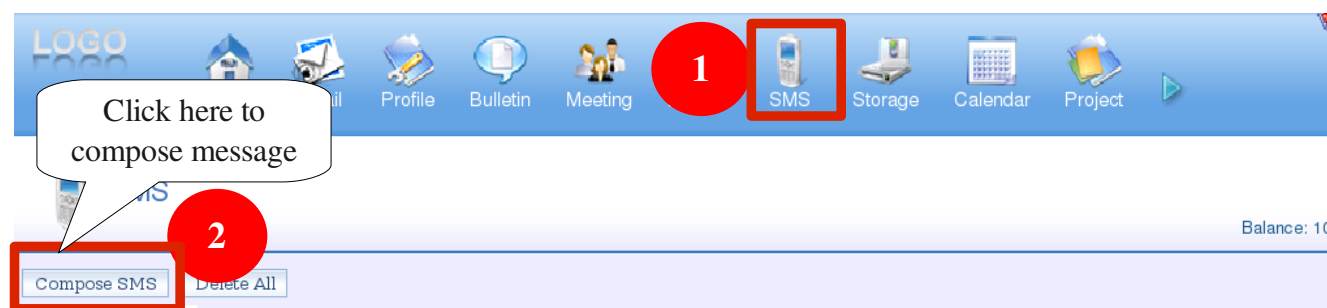 LOGO
Profile
Bulletin
Meeting
1
SMS
Storage
Calendar
Project
Click here to
compose message
2
Balance: 10
Compose SMS
Delete All